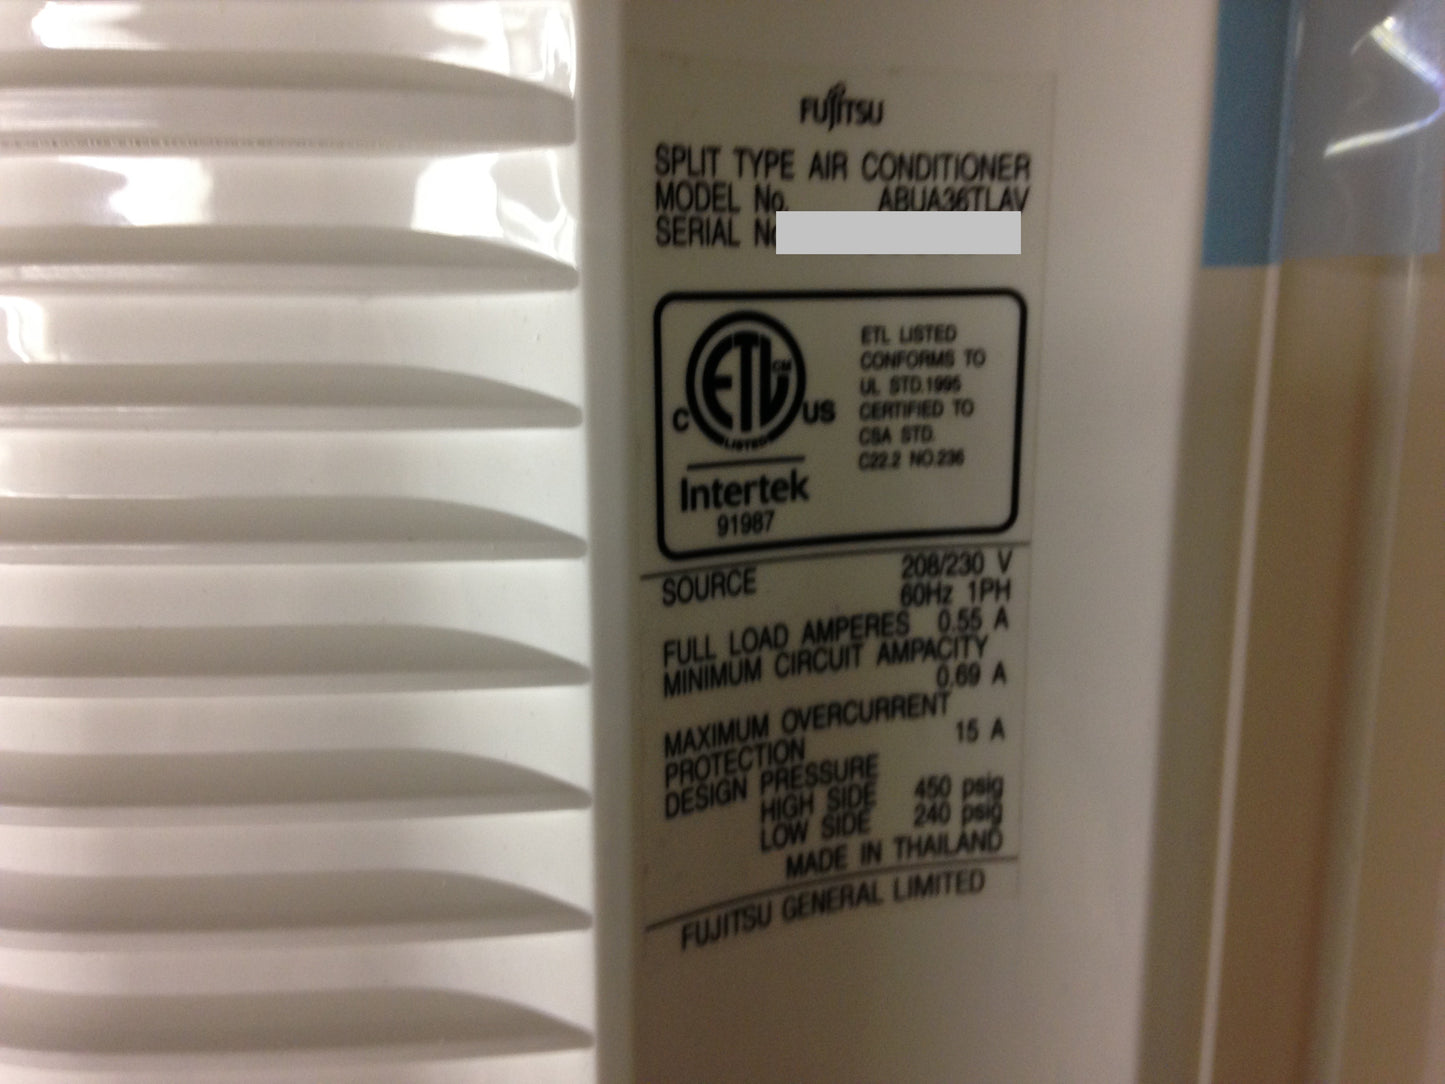 FUJITSU
SPLIT TYPE AIR CONDITIONER
MODEL No. ABUA36TLAV
SERIAL No
ETL LISTED
CONFORMS TO
UL STD.1995
CERTIFIED TO
CSA STD.
C22.2 NO.236
C ETL CM US
LISTED
Intertek
91987
SOURCE 208/230 V
60Hz 1PH
FULL LOAD AMPERES 0.55 A
MINIMUM CIRCUIT AMPACITY
0.69 A
MAXIMUM OVERCURRENT
PROTECTION 15 A
DESIGN PRESSURE
HIGH SIDE 450 psig
LOW SIDE 240 psig
MADE IN THAILAND
FUJITSU GENERAL LIMITED